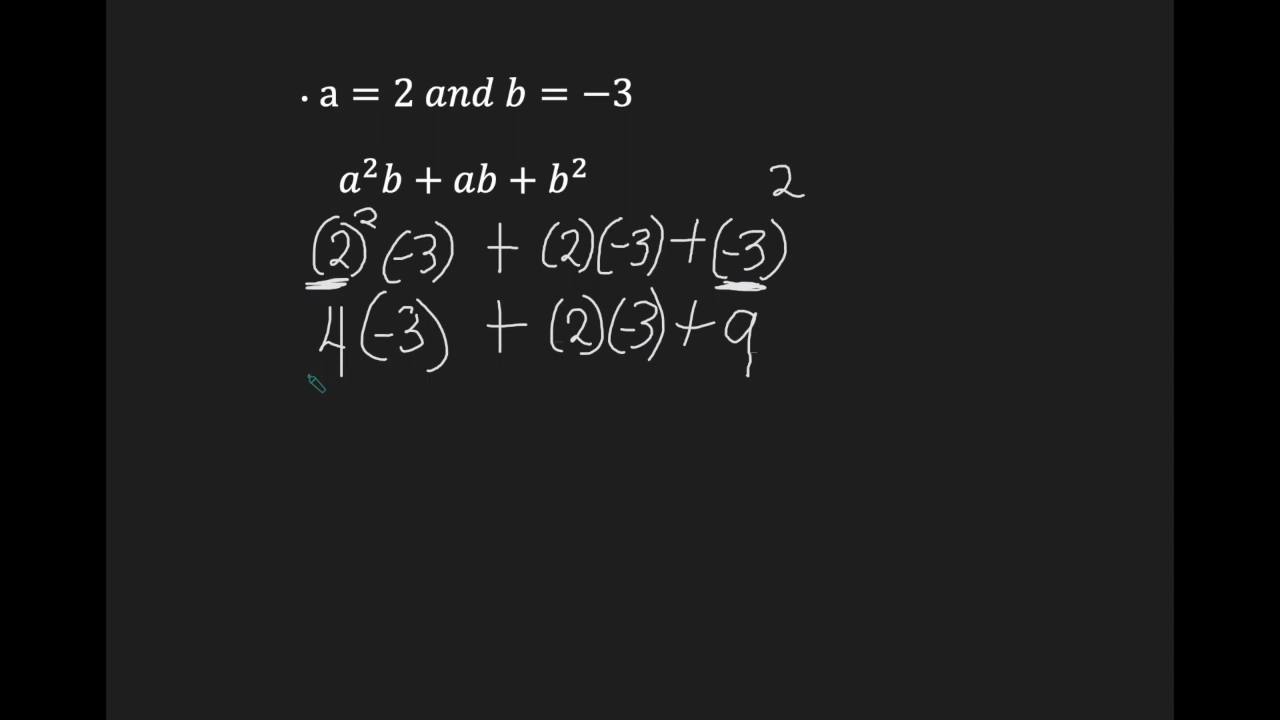 . a = 2 and b = −3
a²b + ab + b²
(2)² (-3) + (2)(-3) + (-3)²
4(-3) + (2)(-3) + 9